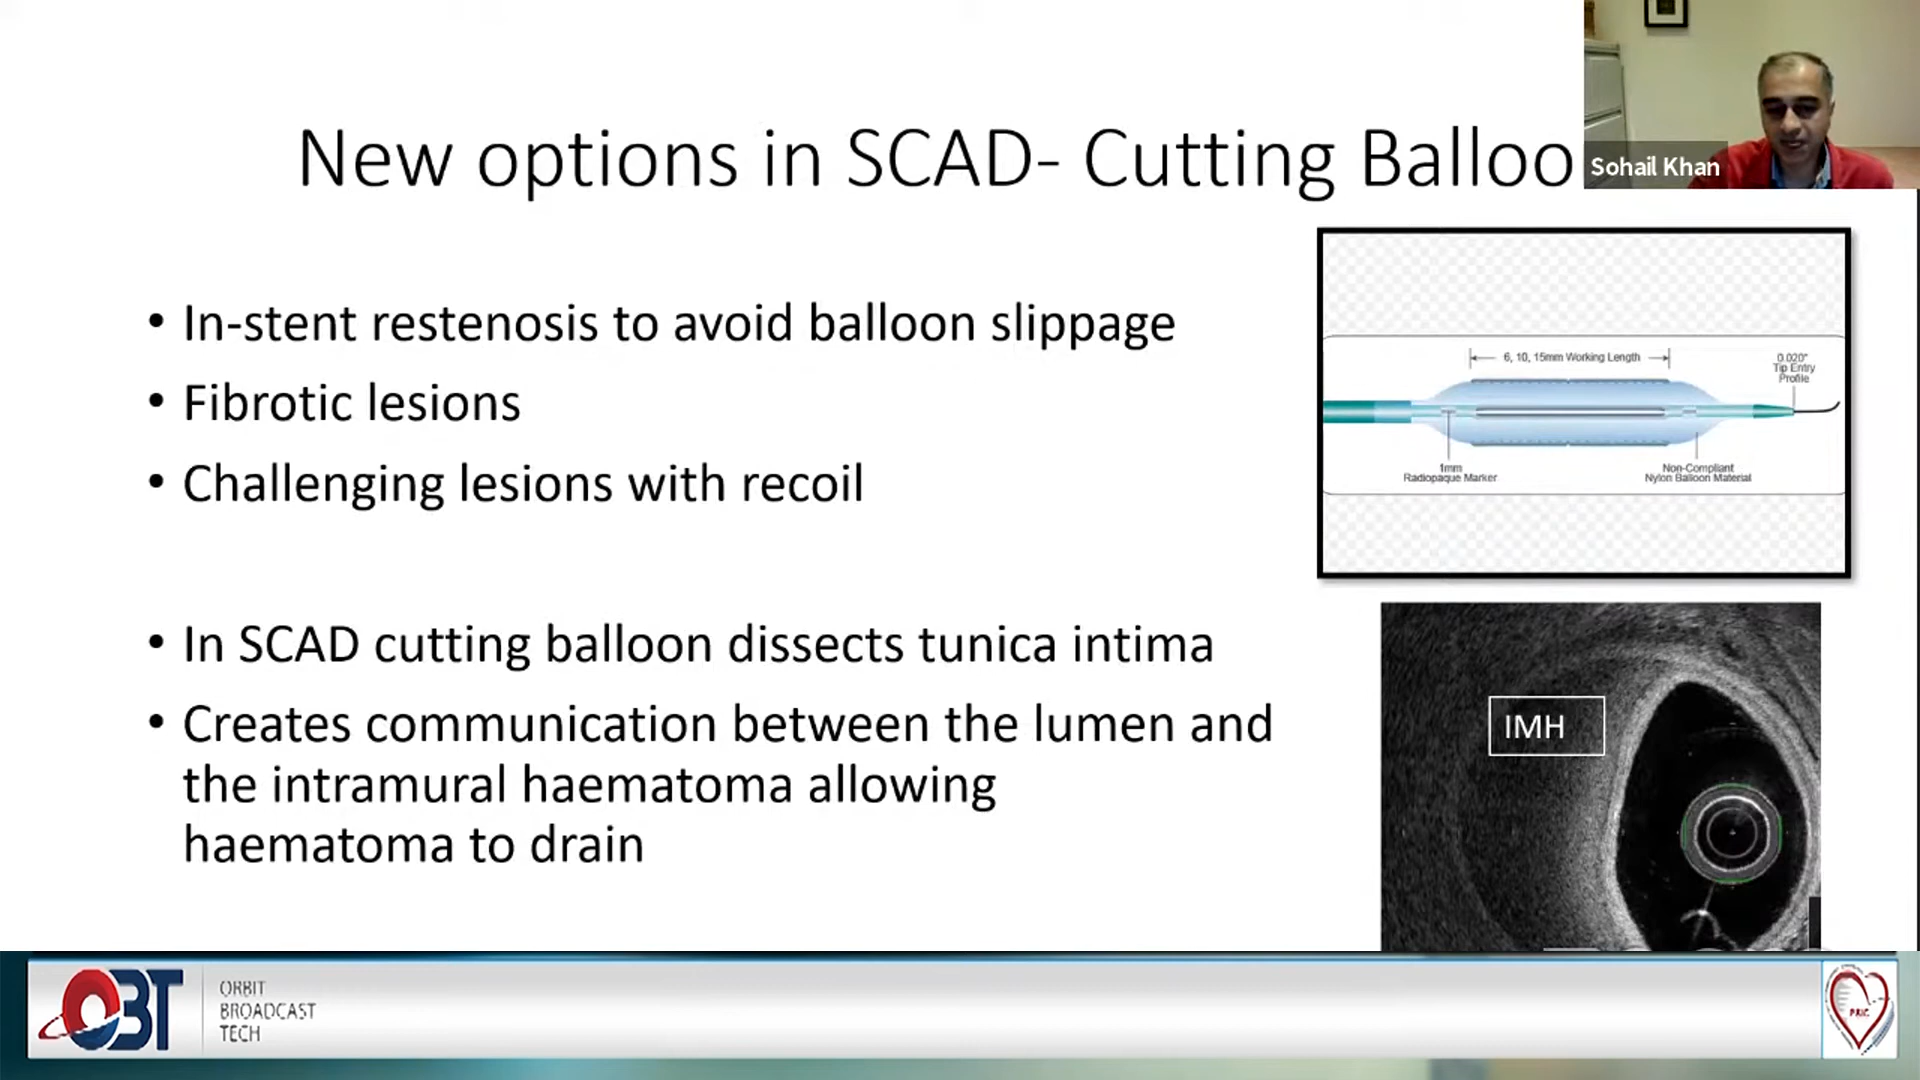 New options in SCAD- Cutting Balloo
Sohail Khan
• In-stent restenosis to avoid balloon slippage
• Fibrotic lesions
• Challenging lesions with recoil
• In SCAD cutting balloon dissects tunica intima
• Creates communication between the lumen and
the intramural haematoma allowing
haematoma to drain
6, 10, 15mm Working Length
0.020"
Tip Entry
Profile
1mm
Radiopaque Marker
Non-Compliant
Nylon Balloon Material
IMH
OBT
ORBIT
BROADCAST
TECH
PRIC